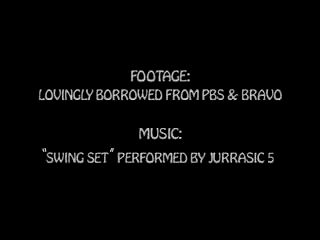 FOOTAGE:
LOVINGLY BORROWED FROM PBS & BRAVO
MUSIC:
"SWING SET" PERFORMED BY JURRASIC 5